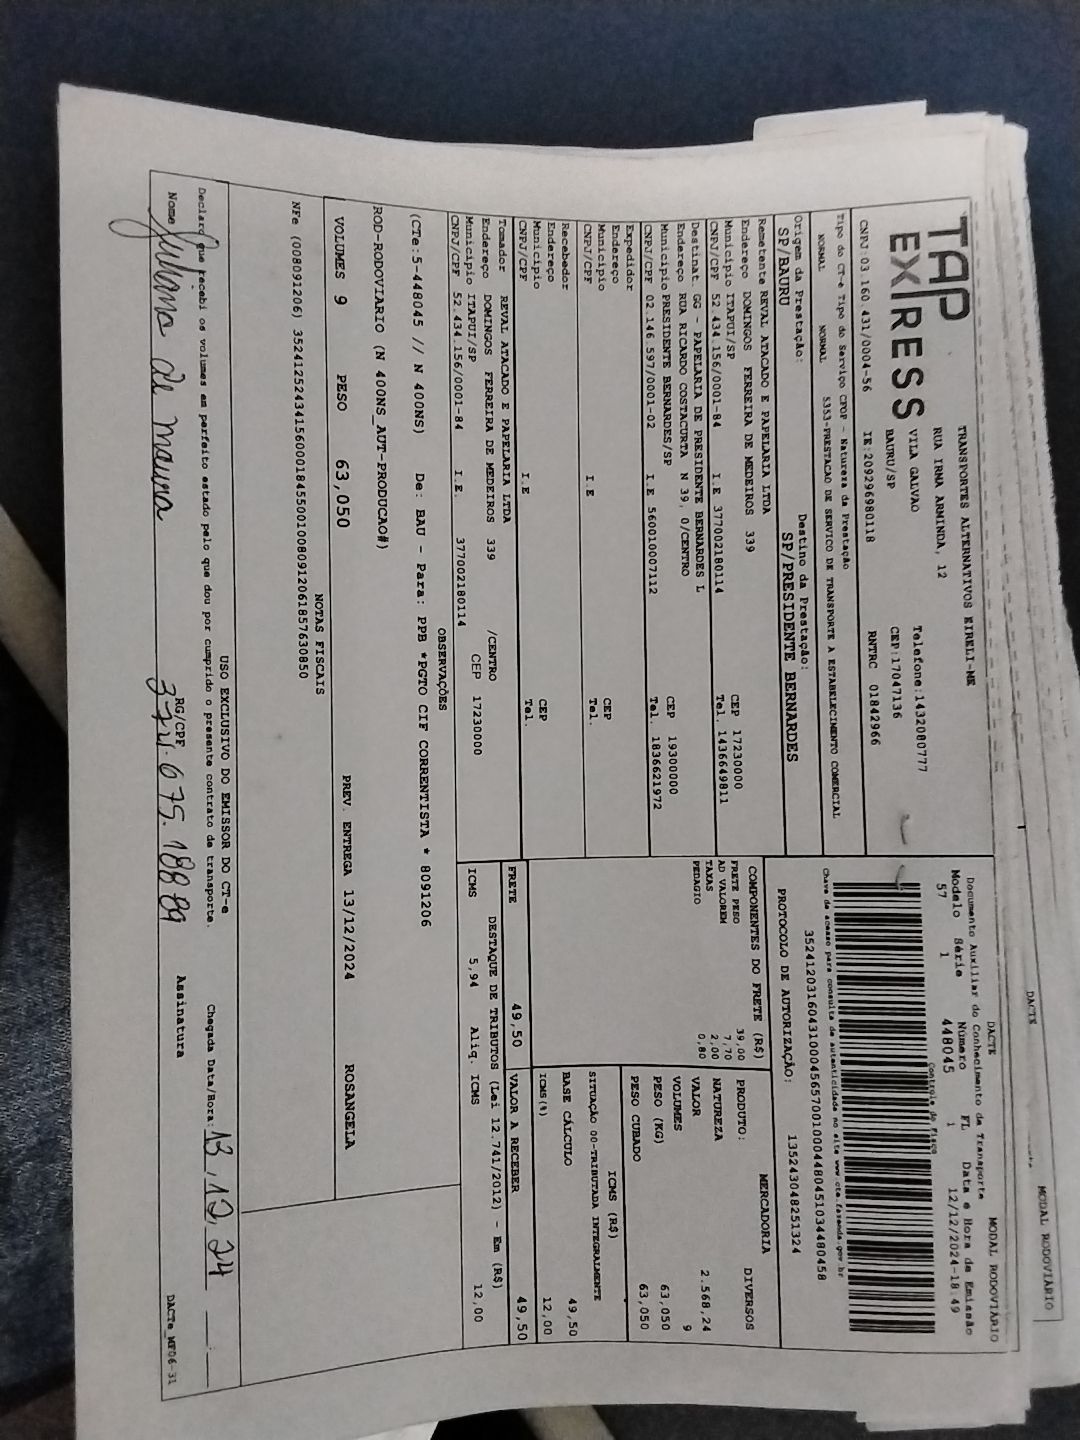 TAP
EXPRESS
TRANSPORTES ALTERNATIVOS EIRELI-ME
RUA IRMA ARMINDA, 12
VILA GALVAO
BAURU/SP
Telefone:1432080777
CEP:17047136
CNPJ:03.160.431/0004-56 IE:209296980118 RNTRC 01842966
Tipo do CT-e Tipo do Serviço CFOP - Natureza da Prestação
NORMAL NORMAL 5353-PRESTACAO DE SERVICO DE TRANSPORTE A ESTABELECIMENTO COMERCIAL
Origem da Prestação: Destino da Prestação:
SP/BAURU SP/PRESIDENTE BERNARDES
Remetente REVAL ATACADO E PAPELARIA LTDA
Endereço DOMINGOS FERREIRA DE MEDEIROS 339
Municipio ITAPUI/SP CEP 17230000
CNPJ/CPF 52.434.156/0001-84 I.E 377002180114 Tel. 1436649811
Destinat. GG - PAPELARIA DE PRESIDENTE BERNARDES L
Endereço RUA RICARDO COSTACURTA N 39, 0/CENTRO
Municipio PRESIDENTE BERNARDES/SP CEP 19300000
CNPJ/CPF 02.146.597/0001-02 I.E 560010007112 Tel. 1836621972
Expedidor
Endereço
Municipio CEP
CNPJ/CPF I.E Tel.
Recebedor
Endereço
Municipio CEP
CNPJ/CPF I.E Tel.
Tomador REVAL ATACADO E PAPELARIA LTDA
Endereço DOMINGOS FERREIRA DE MEDEIROS 339 /CENTRO
Municipio ITAPUI/SP CEP 17230000
CNPJ/CPF 52.434.156/0001-84 I.E. 377002180114
DACTE MODAL RODOVIÁRIO
Documento Auxiliar do Conhecimento de Transporte
Modelo Série Número FL Data e Hora de Emissão
57 1 448045 1 12/12/2024-18:49
Controle do Fisco
Chave de acesso para consulta de autenticidade no site www.cte.fazenda.gov.br
35241203160431000456570010004480451034480458
PROTOCOLO DE AUTORIZAÇÃO: 135243048251324
COMPONENTES DO FRETE (R$)
FRETE PESO 39,00
AD VALOREM 7,70
TAXAS 2,00
PEDAGIO 0,80
MERCADORIA
PRODUTO:
NATUREZA DIVERSOS
VALOR 2.568,24
VOLUMES 9
PESO (KG) 63,050
PESO CUBADO 63,050
ICMS (R$)
SITUAÇÃO 00-TRIBUTADA INTEGRALMENTE
BASE CÁLCULO 49,50
ICMS(%) 12,00
FRETE 49,50 VALOR A RECEBER 49,50
DESTAQUE DE TRIBUTOS (Lei 12.741/2012) - Em (R$)
ICMS 5,94 Aliq. ICMS 12,00
OBSERVAÇÕES
(CTe:5-448045 // N 400NS) De: BAU - Para: PPB *PGTO CIF CORRENTISTA * 8091206
ROD-RODOVIARIO (N 400NS_AUT-PRODUCAO#)
VOLUMES 9 PESO 63,050 PREV. ENTREGA 13/12/2024 ROSANGELA
NOTAS FISCAIS
NFe (008091206) 35241252434156000184550010080912061857630850
USO EXCLUSIVO DO EMISSOR DO CT-e
Declaro que recebi os volumes em perfeito estado pelo que dou por cumprido o presente contrato de transporte.
Chegada Data/Hora: 13,12,24
Nome Juliana de moura RG/CPF Assinatura
DACTe_MF06-31
DACTE
MODAL RODOVIÁRIO